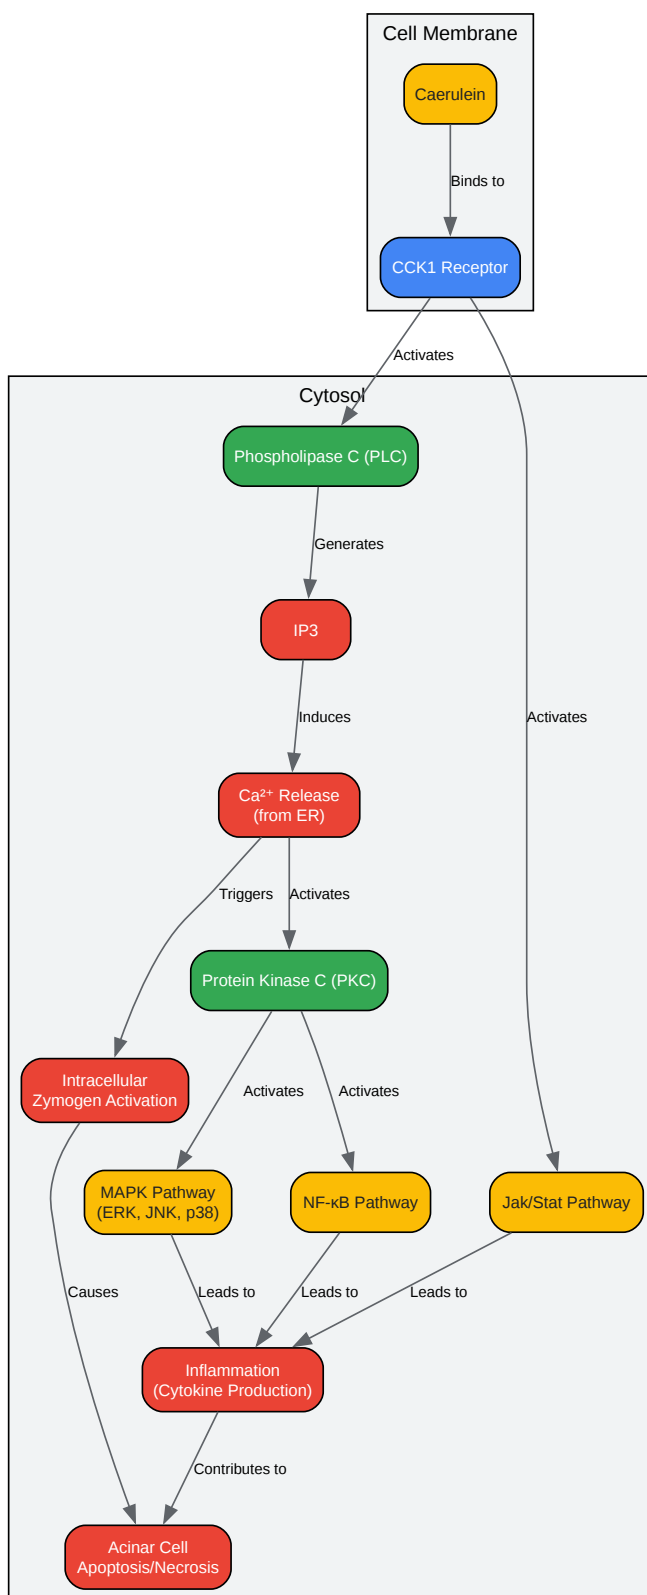 Cell Membrane
Caerulein
Binds to
CCK1 Receptor
Activates
Cytosol
Phospholipase C (PLC)
Generates
IP3
Induces
Activates
Ca²⁺ Release
(from ER)
Triggers
Activates
Protein Kinase C (PKC)
Intracellular
Zymogen Activation
Activates
Activates
MAPK Pathway
(ERK, JNK, p38)
NF-κB Pathway
Jak/Stat Pathway
Causes
Leads to
Leads to
Leads to
Inflammation
(Cytokine Production)
Contributes to
Acinar Cell
Apoptosis/Necrosis